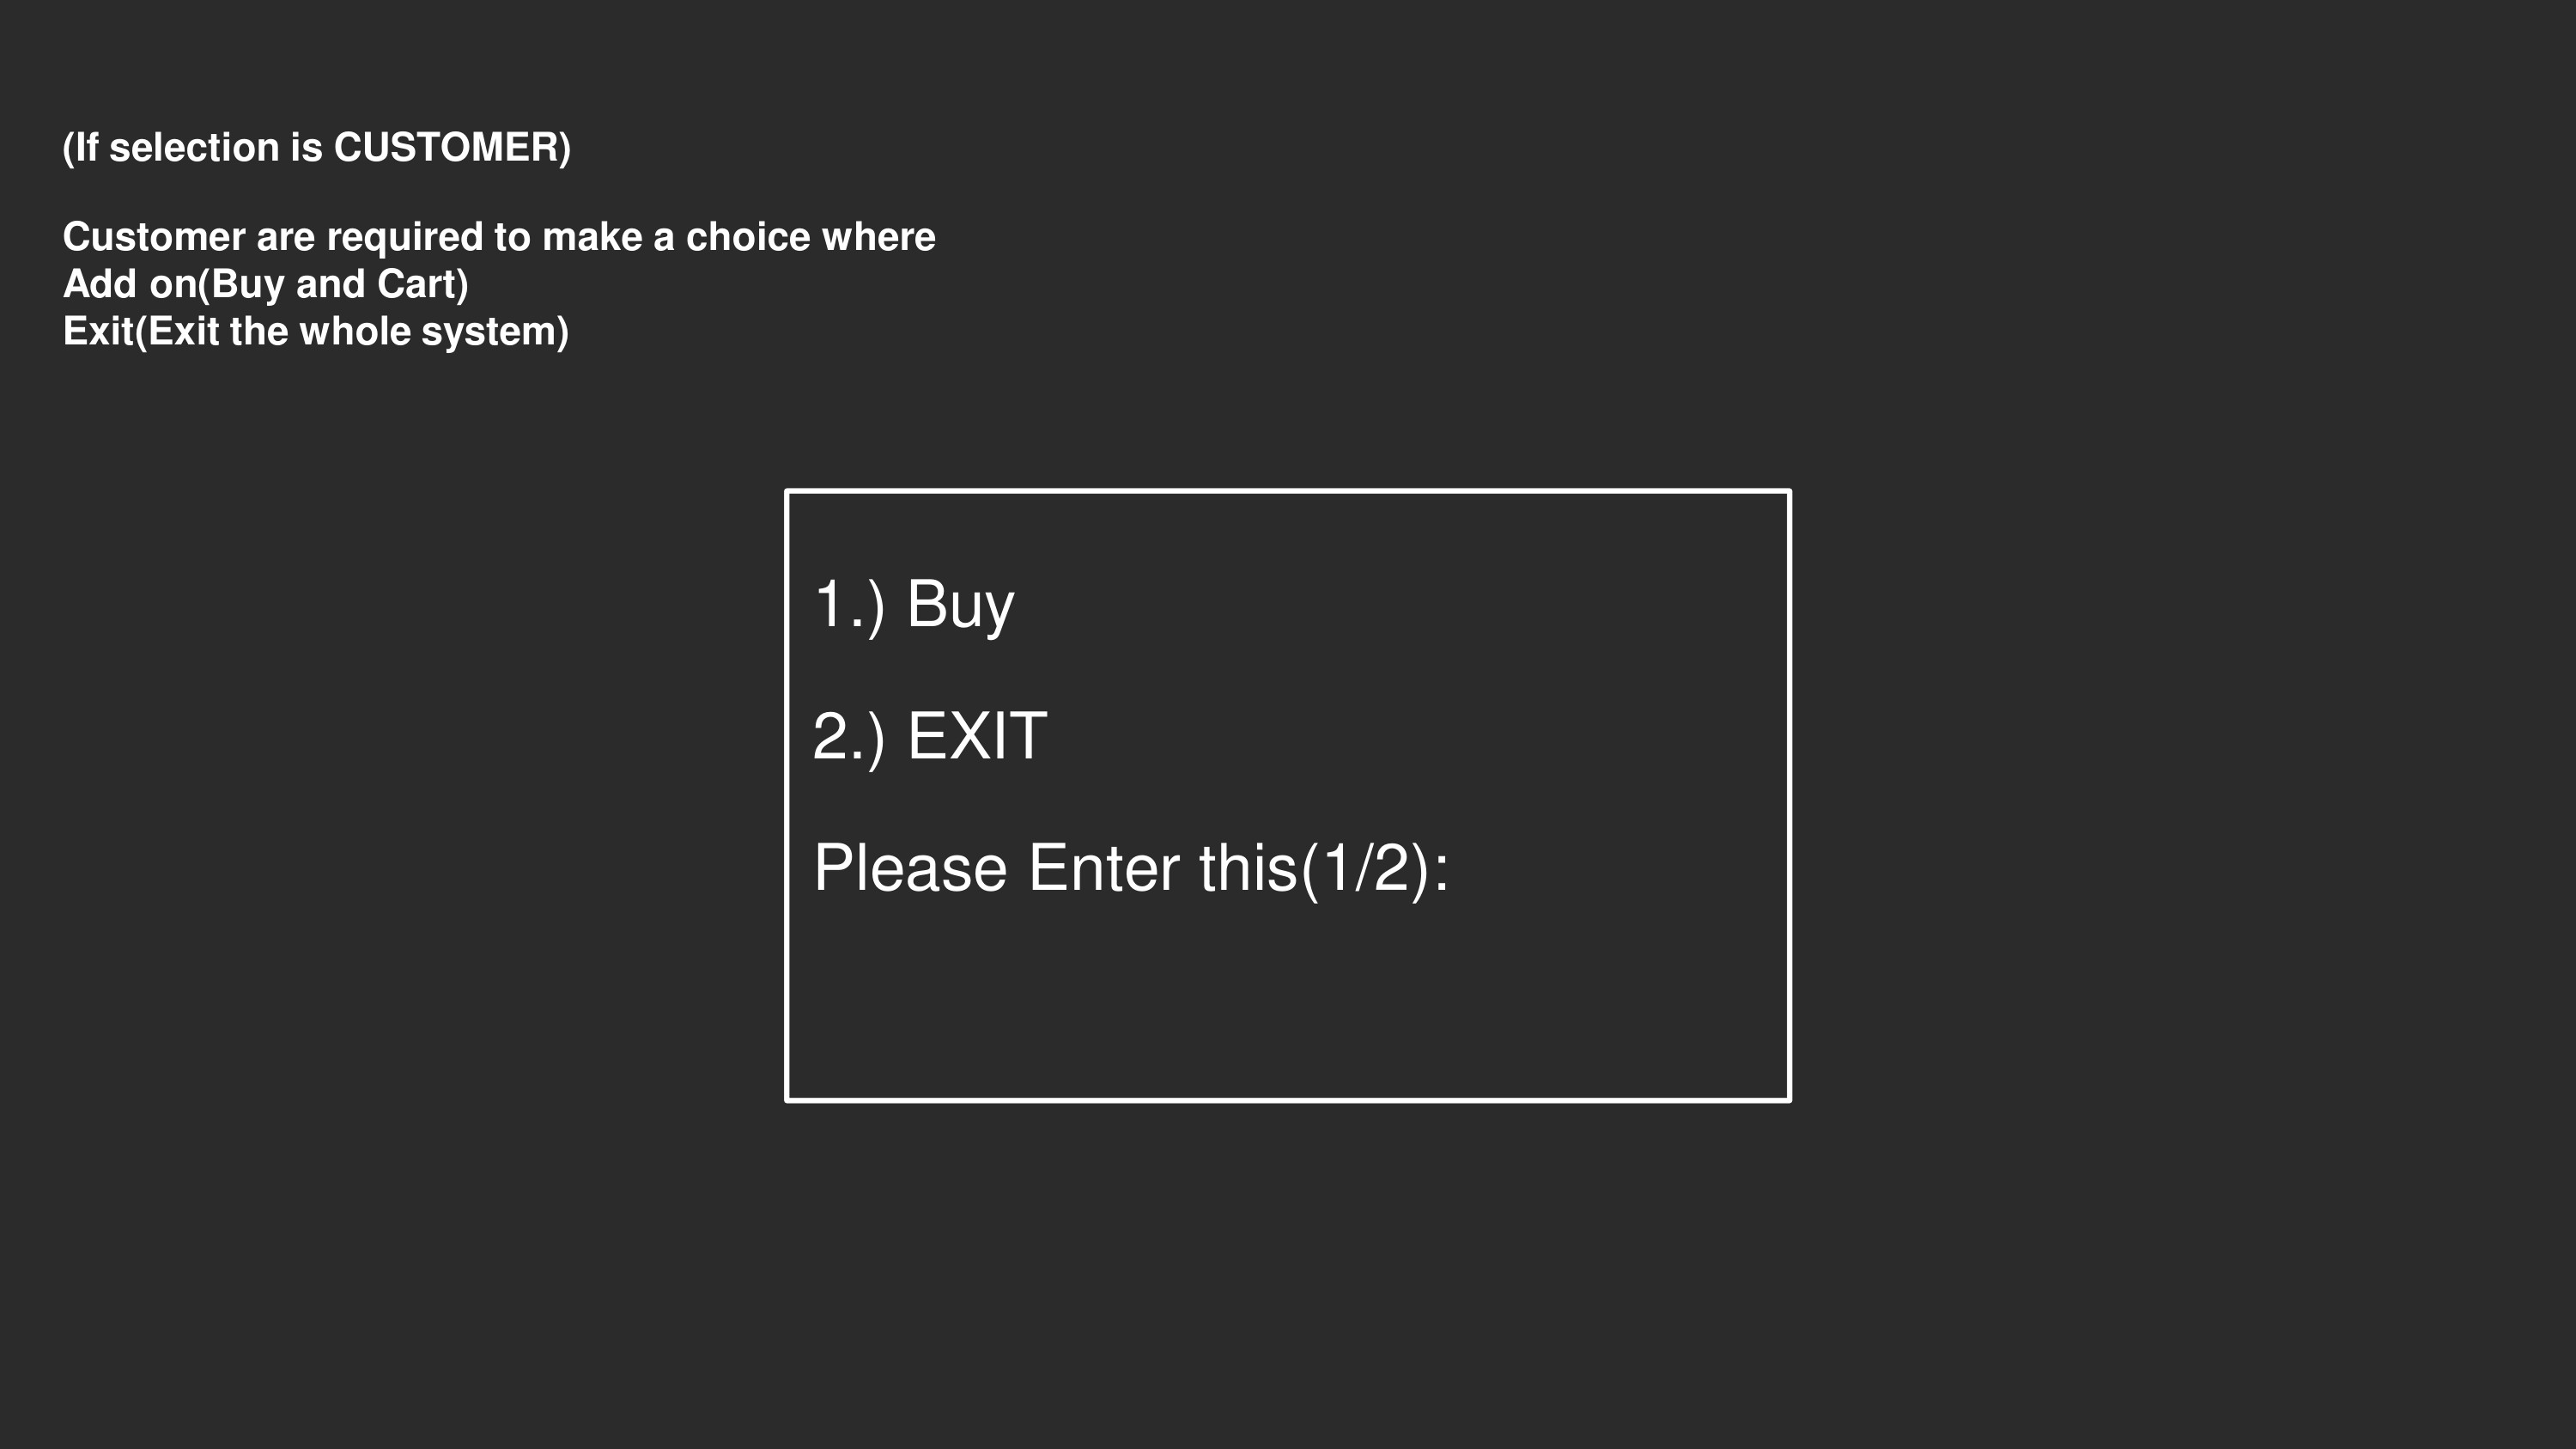 (If selection is CUSTOMER)
Customer are required to make a choice where
Add on(Buy and Cart)
Exit(Exit the whole system)
1.) Buy
2.) EXIT
Please Enter this(1/2):